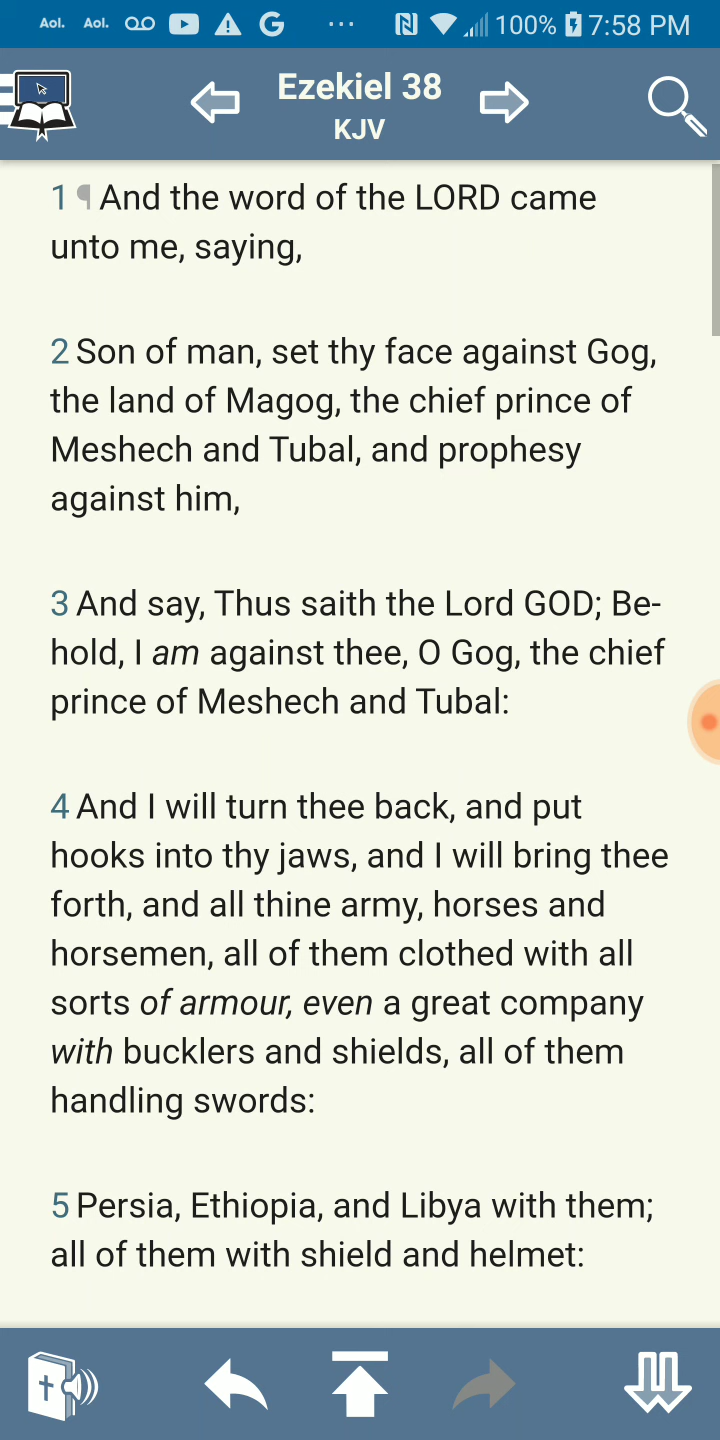 Aol. Aol. 100% 7:58 PM
Ezekiel 38
KJV
1 ¶ And the word of the LORD came
unto me, saying,
2 Son of man, set thy face against Gog,
the land of Magog, the chief prince of
Meshech and Tubal, and prophesy
against him,
3 And say, Thus saith the Lord GOD; Be-
hold, I am against thee, O Gog, the chief
prince of Meshech and Tubal:
4 And I will turn thee back, and put
hooks into thy jaws, and I will bring thee
forth, and all thine army, horses and
horsemen, all of them clothed with all
sorts of armour, even a great company
with bucklers and shields, all of them
handling swords:
5 Persia, Ethiopia, and Libya with them;
all of them with shield and helmet: